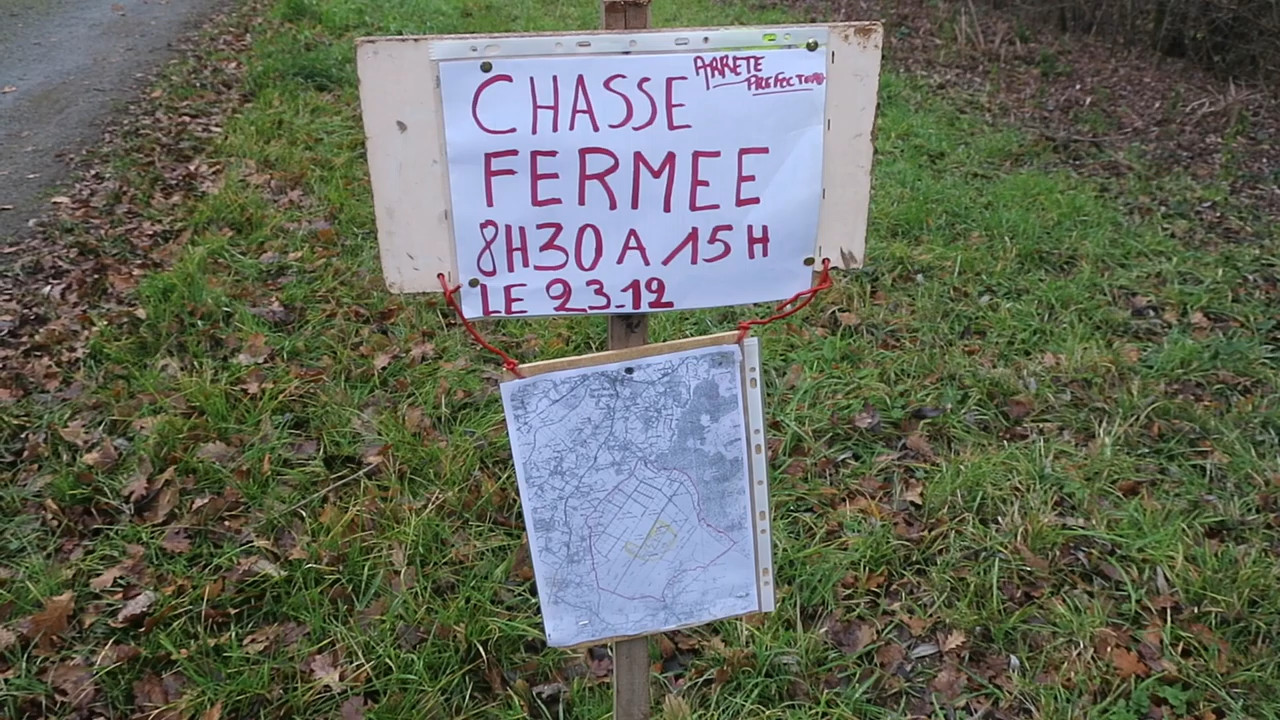 ARRETE
PREFECTORAL
CHASSE
FERMEE
8H30 A 15H
LE 23-12